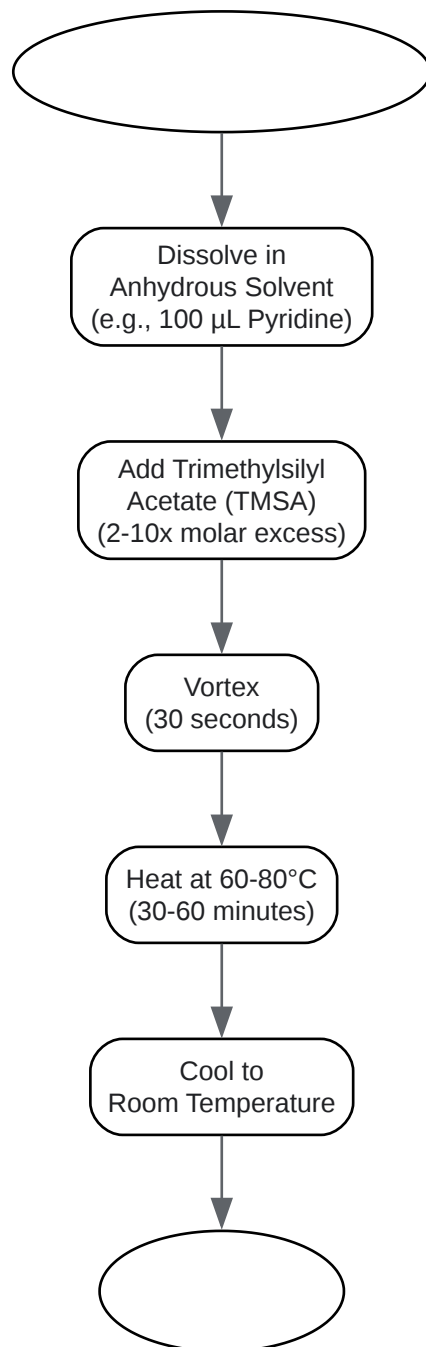 Dissolve in
Anhydrous Solvent
(e.g., 100 µL Pyridine)
Add Trimethylsilyl
Acetate (TMSA)
(2-10x molar excess)
Vortex
(30 seconds)
Heat at 60-80°C
(30-60 minutes)
Cool to
Room Temperature